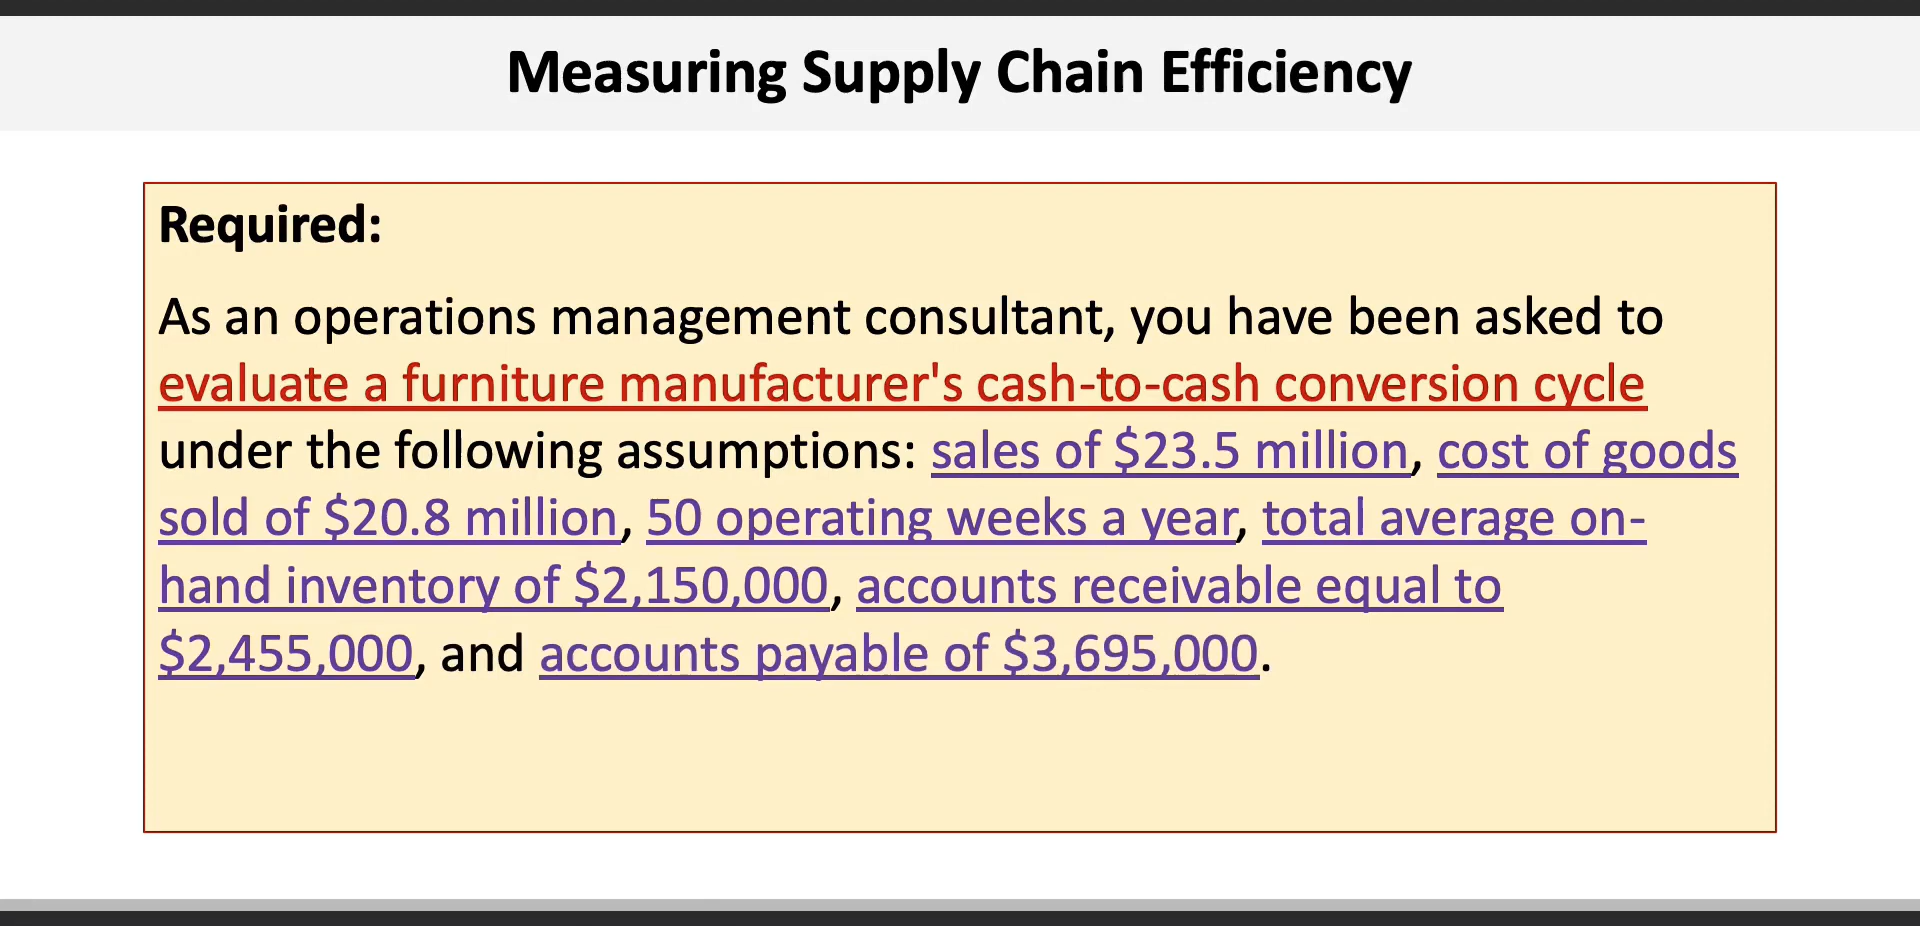 Measuring Supply Chain Efficiency
Required:
As an operations management consultant, you have been asked to
evaluate a furniture manufacturer's cash-to-cash conversion cycle
under the following assumptions: sales of $23.5 million, cost of goods
sold of $20.8 million, 50 operating weeks a year, total average on-
hand inventory of $2,150,000, accounts receivable equal to
$2,455,000, and accounts payable of $3,695,000.